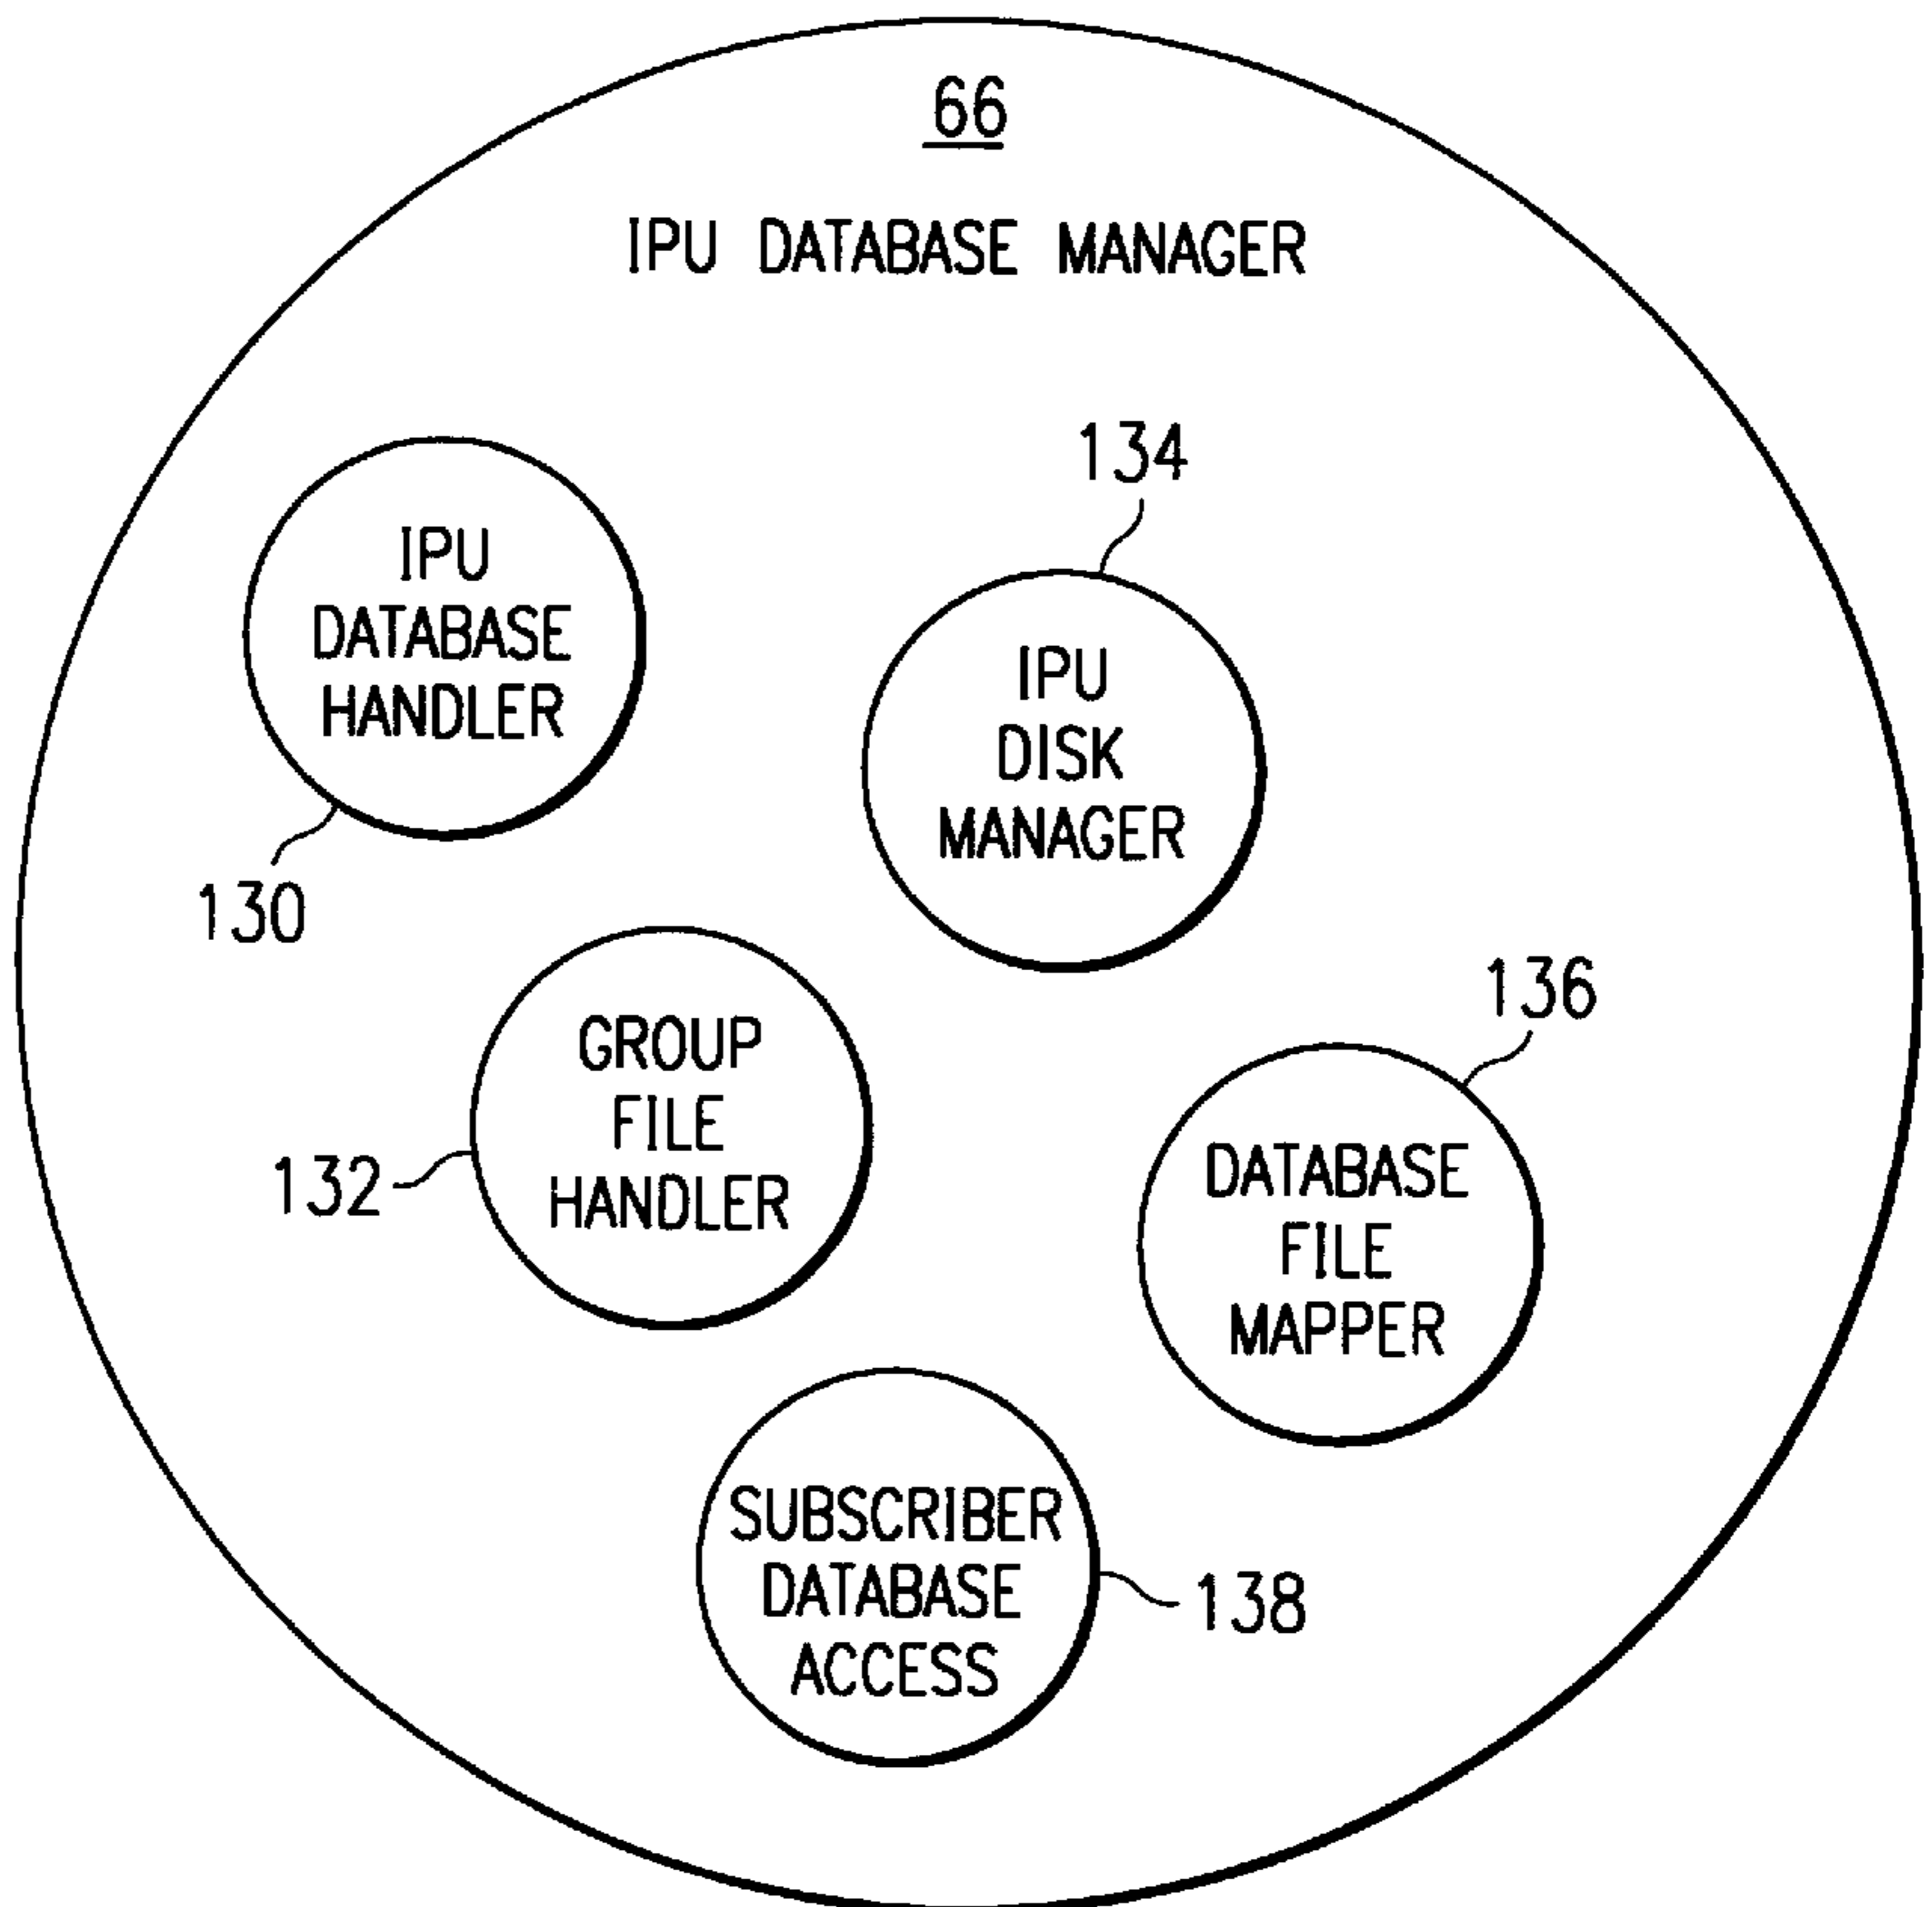 66
IPU DATABASE MANAGER
134
IPU
DATABASE
HANDLER
IPU
DISK
MANAGER
130
136
GROUP
FILE
HANDLER
132
DATABASE
FILE
MAPPER
SUBSCRIBER
DATABASE
ACCESS
138